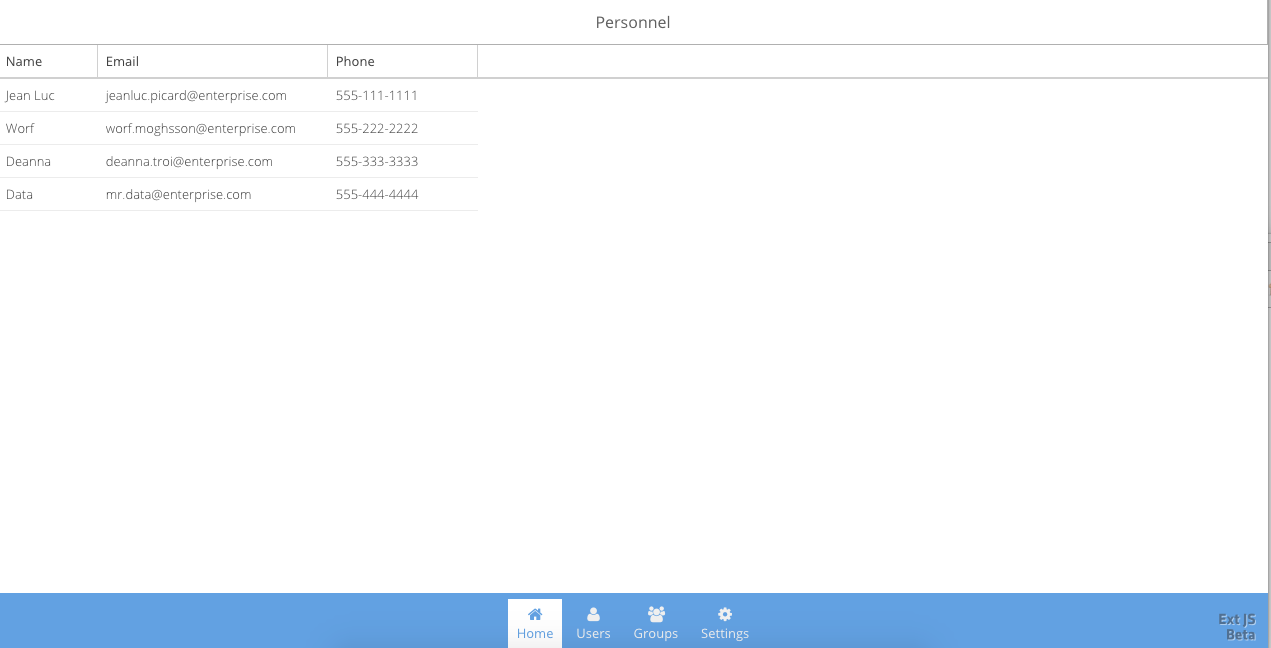 Personnel
Name Email Phone
Jean Luc jeanluc.picard@enterprise.com 555-111-1111
Worf worf.moghsson@enterprise.com 555-222-2222
Deanna deanna.troi@enterprise.com 555-333-3333
Data mr.data@enterprise.com 555-444-4444
Home Users Groups Settings
Ext JS
Beta